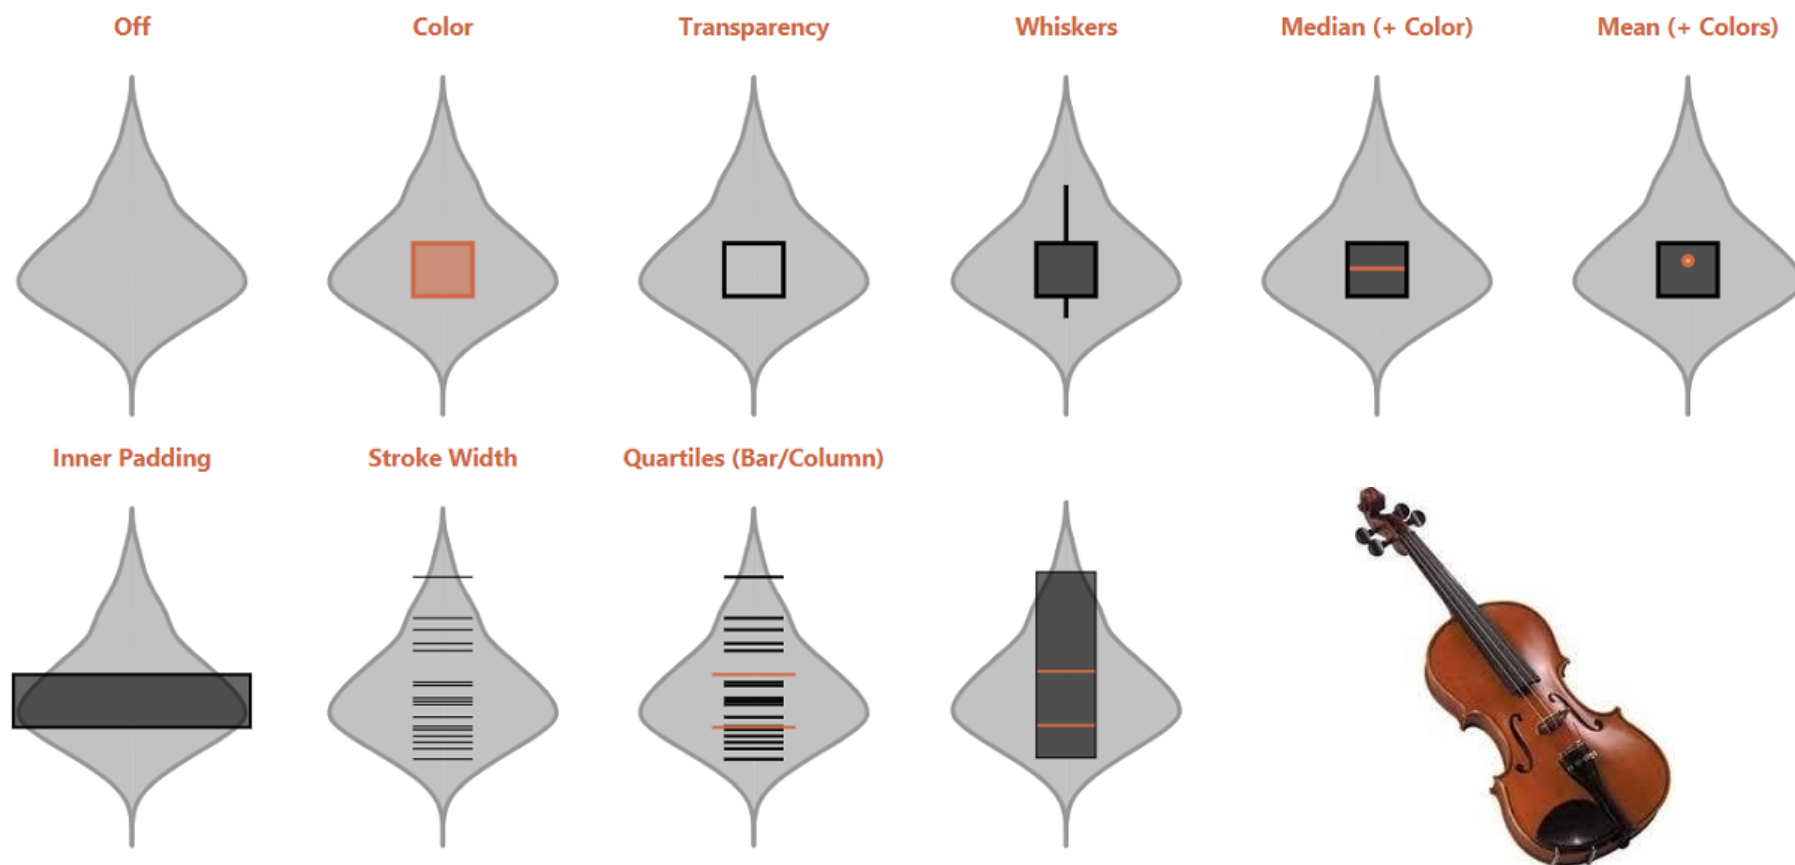 Off
Color
Transparency
Whiskers
Median (+ Color)
Mean (+ Colors)
Inner Padding
Stroke Width
Quartiles (Bar/Column)